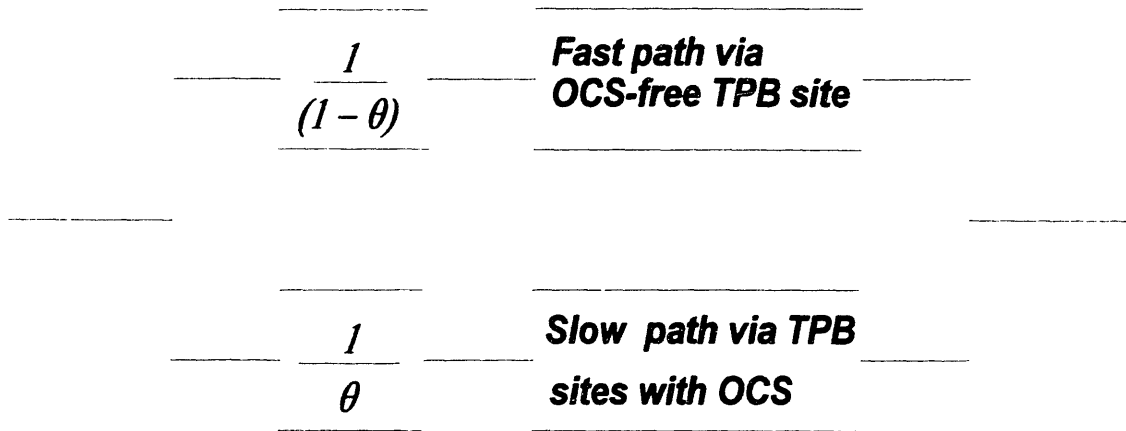 1
(1 − θ)
Fast path via
OCS-free TPB site
1
θ
Slow path via TPB
sites with OCS